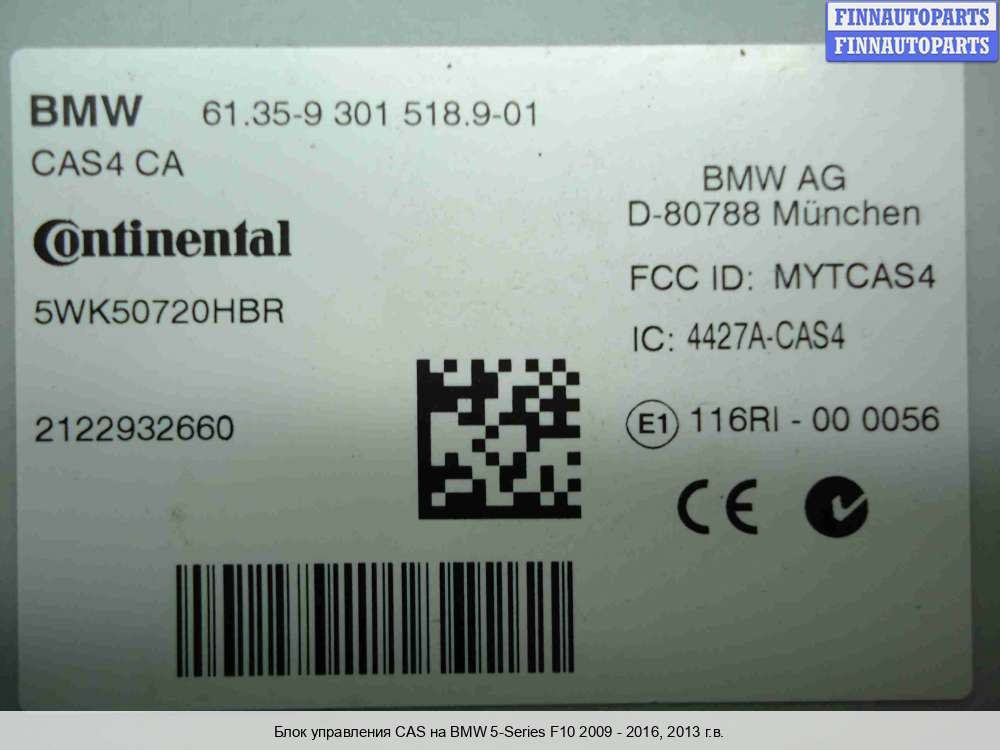 FINNAUTOPARTS
FINNAUTOPARTS
BMW 61.35-9 301 518.9-01
CAS4 CA
BMW AG
D-80788 München
Continental
FCC ID: MYTCAS4
5WK50720HBR
IC: 4427A-CAS4
2122932660
E1 116RI - 00 0056
CE
Блок управления CAS на BMW 5-Series F10 2009 - 2016, 2013 г.в.